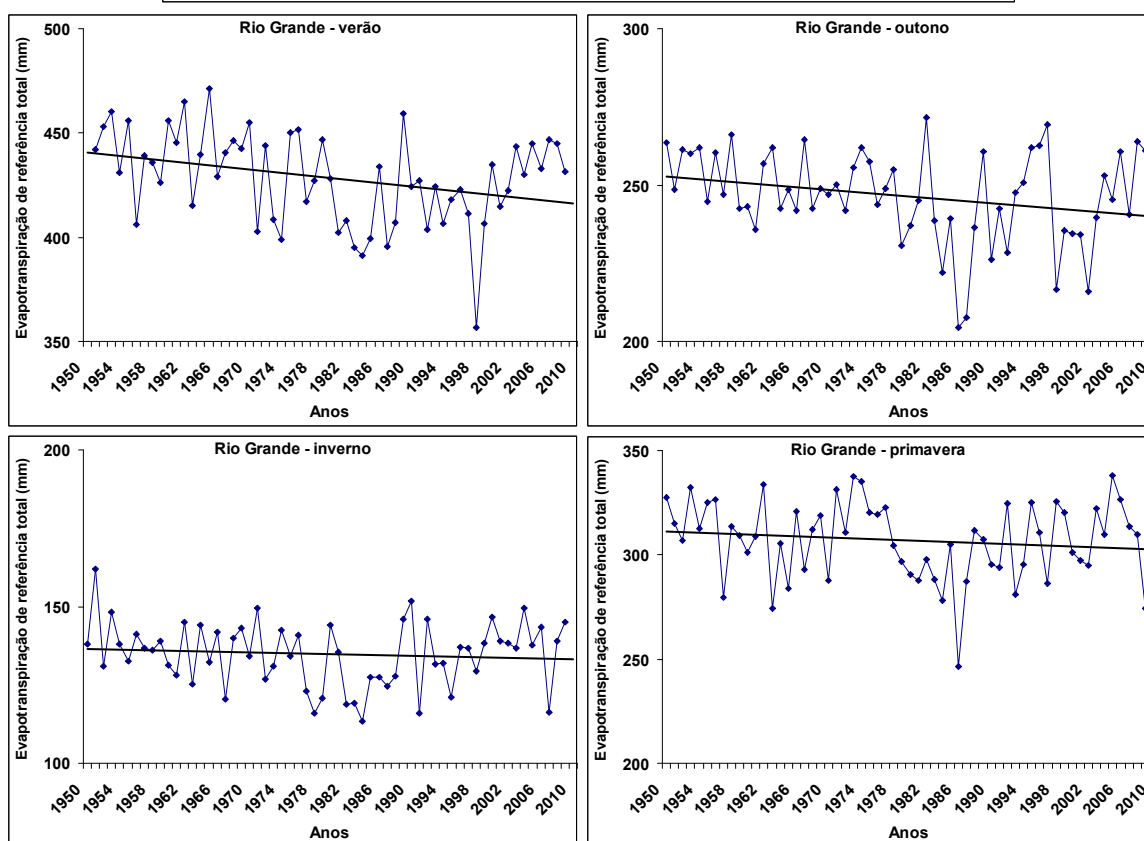 Rio Grande - verão
Evapotranspiração de referência total (mm)
500
450
400
350
1950 1954 1958 1962 1966 1970 1974 1978 1982 1986 1990 1994 1998 2002 2006 2010
Anos
Rio Grande - outono
Evapotranspiração de referência total (mm)
300
250
200
1950 1954 1958 1962 1966 1970 1974 1978 1982 1986 1990 1994 1998 2002 2006 2010
Anos
Rio Grande - inverno
Evapotranspiração de referência total (mm)
200
150
100
1950 1954 1958 1962 1966 1970 1974 1978 1982 1986 1990 1994 1998 2002 2006 2010
Anos
Rio Grande - primavera
Evapotranspiração de referência total (mm)
350
300
250
200
1950 1954 1958 1962 1966 1970 1974 1978 1982 1986 1990 1994 1998 2002 2006 2010
Anos